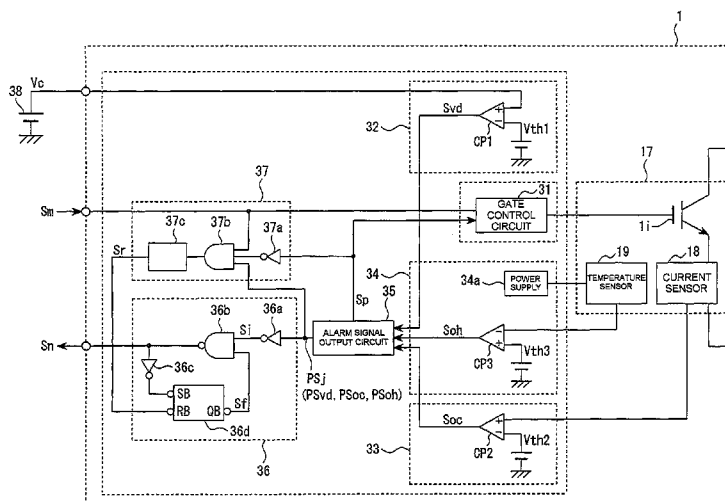 1
38
Vc
32
Svd
CP1
Vth1
17
37
31
GATE
CONTROL
CIRCUIT
1i
Sm
37c
37b
37a
Sr
34
34a
POWER
SUPPLY
19
TEMPERATURE
SENSOR
18
CURRENT
SENSOR
35
Sp
36b
36a
Si
ALARM SIGNAL
OUTPUT CIRCUIT
Soh
CP3
Vth3
Sn
36c
PSj
(PSvd, PSoc, PSoh)
SB
RB
QB
Sf
36d
Soc
CP2
Vth2
33
36